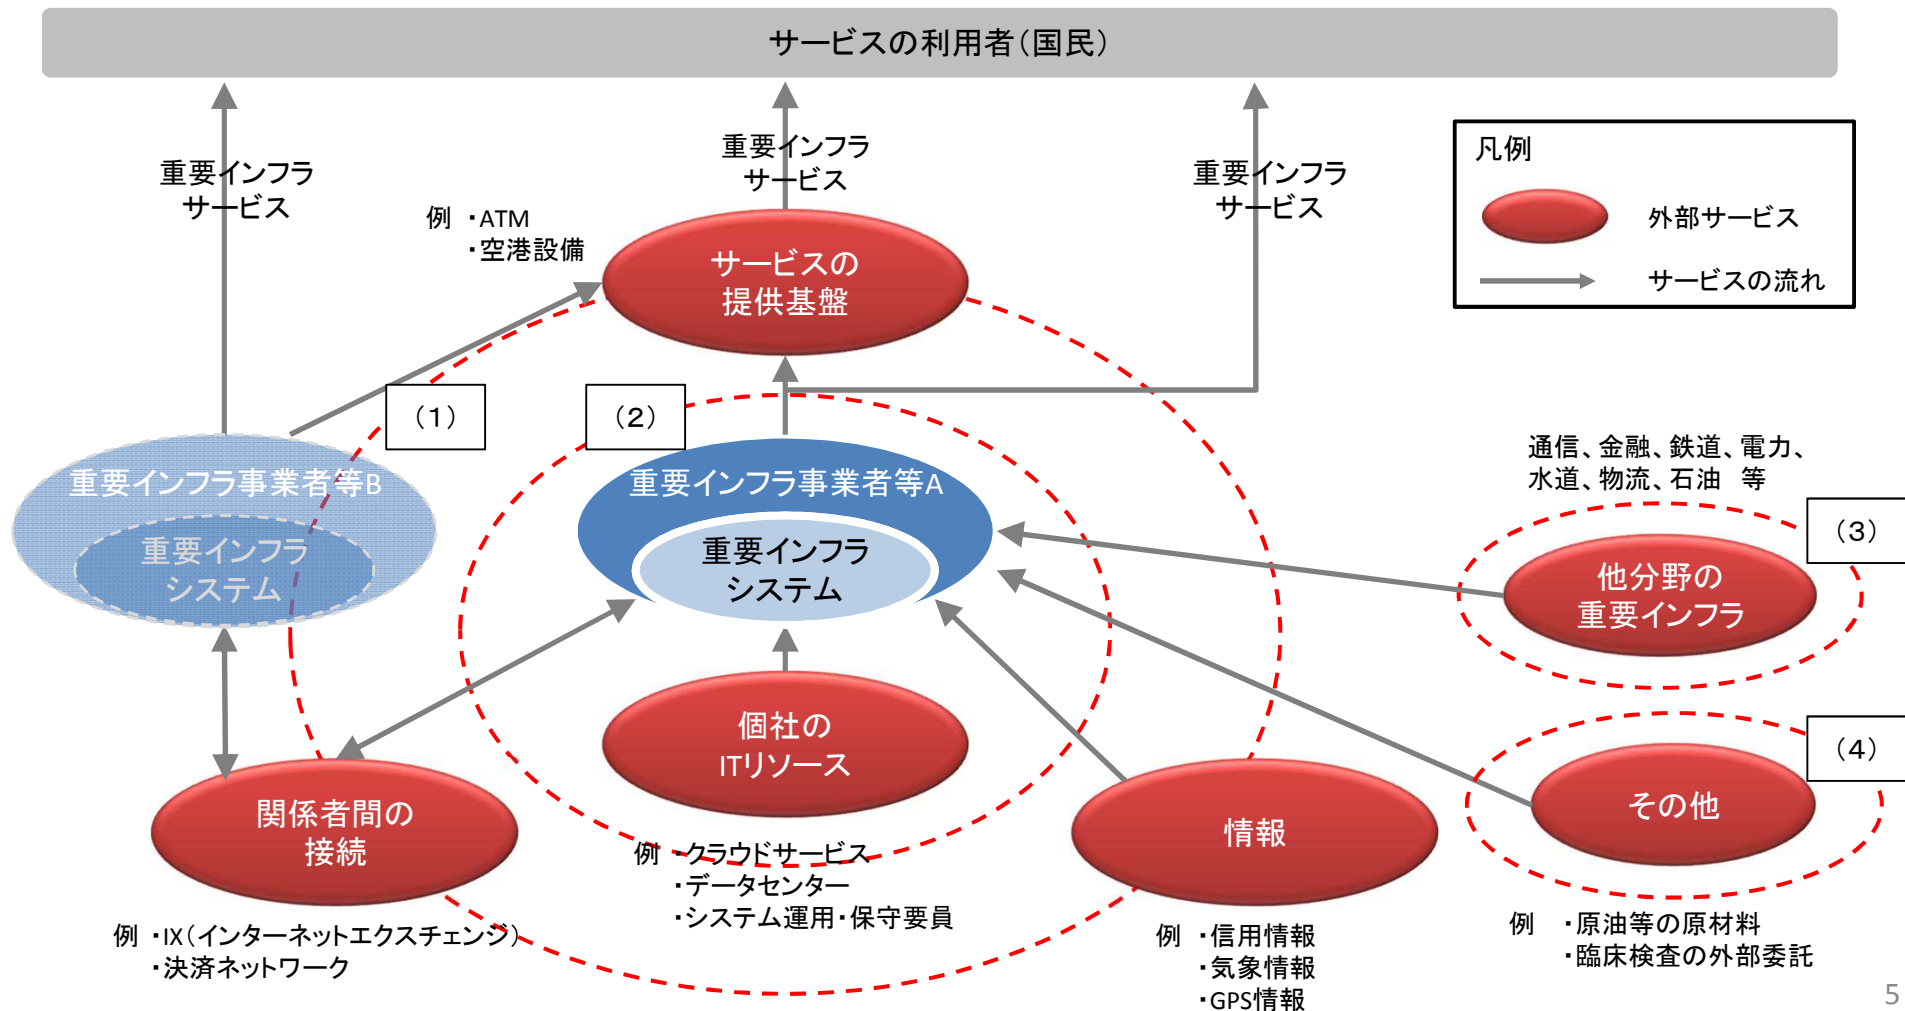 サービスの利用者（国民）
重要インフラ
サービス
重要インフラ
サービス
重要インフラ
サービス
凡例
外部サービス
サービスの流れ
例 ・ATM
・空港設備
サービスの
提供基盤
（1）
（2）
重要インフラ事業者等B
重要インフラ
システム
重要インフラ事業者等A
重要インフラ
システム
通信、金融、鉄道、電力、
水道、物流、石油 等
（3）
他分野の
重要インフラ
個社の
ITリソース
（4）
その他
関係者間の
接続
情報
例 ・クラウドサービス
・データセンター
・システム運用・保守要員
例 ・IX（インターネットエクスチェンジ）
・決済ネットワーク
例 ・信用情報
・気象情報
・GPS情報
例 ・原油等の原材料
・臨床検査の外部委託
5